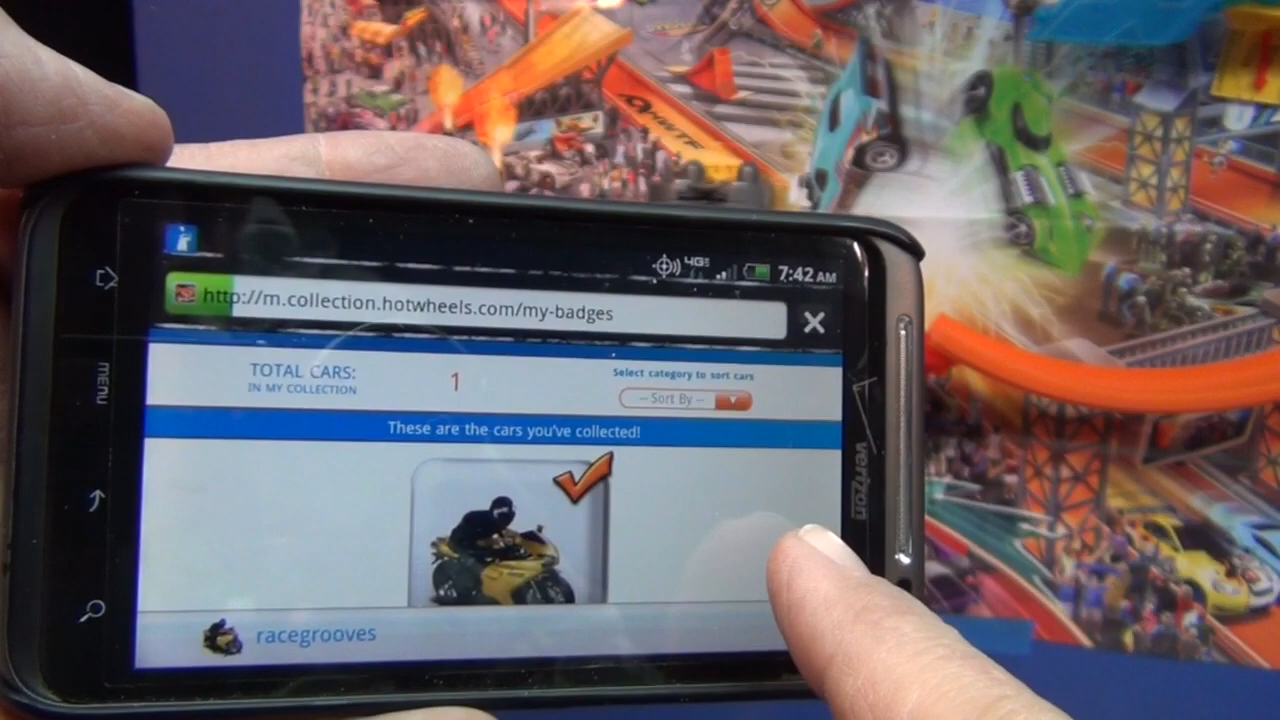 HWTF
4G
7:42 AM
http://m.collection.hotwheels.com/my-badges
TOTAL CARS:
IN MY COLLECTION
1
Select category to sort cars
-- Sort By --
These are the cars you've collected!
racegrooves
menu
verizon